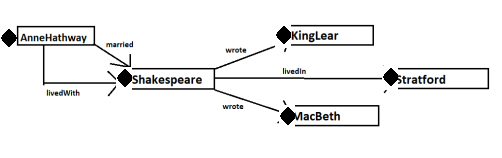 AnneHathway
married
livedWith
Shakespeare
wrote
KingLear
livedIn
Stratford
wrote
MacBeth